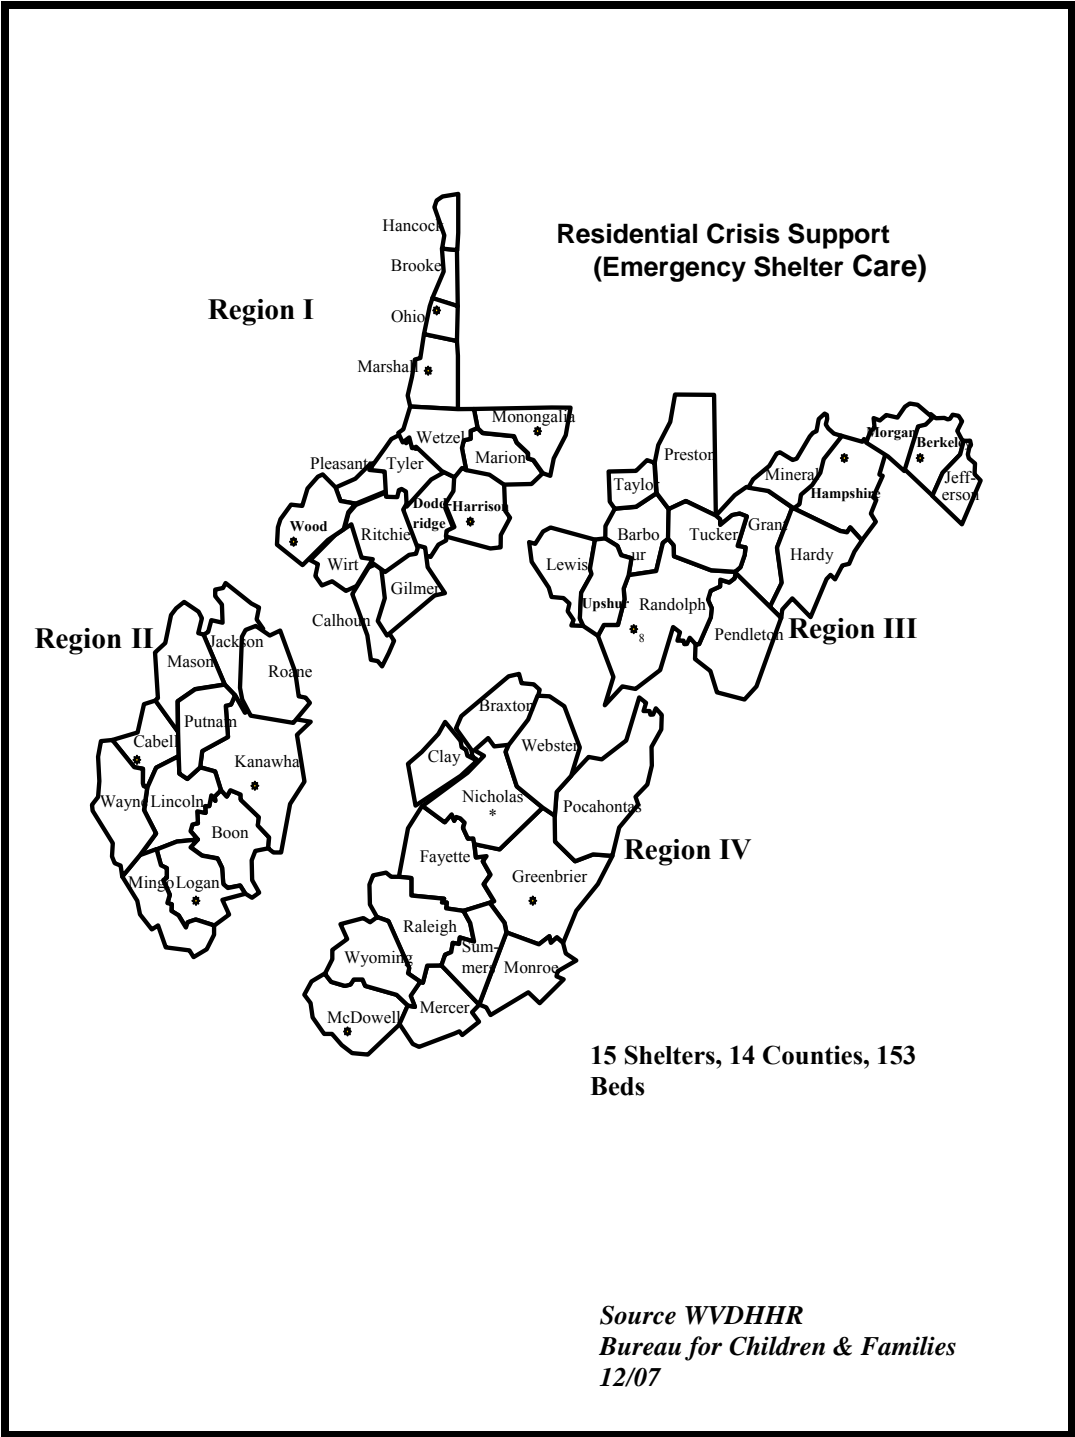 Hancock
Residential Crisis Support
(Emergency Shelter Care)
Brooke
Region I
Ohio
Marshall
Monongalia
Wetzel
Marion
Pleasants
Tyler
Wood
Dodd-
ridge
Harrison
Ritchie
Wirt
Gilmer
Calhoun
Preston
Taylor
Mineral
Morgan
Berkeley
Jeff-
erson
Hampshire
Grant
Tucker
Barbo
ur
Hardy
Lewis
Upshur
Randolph
8
Pendleton
Region III
Region II
Jackson
Mason
Roane
Putnam
Cabell
Kanawha
Wayne
Lincoln
Boon
Mingo
Logan
Braxton
Webster
Clay
Nicholas
*
Pocahontas
Region IV
Fayette
Greenbrier
Raleigh
Sum-
mers
Wyoming
Monroe
McDowell
Mercer
15 Shelters, 14 Counties, 153
Beds
Source WVDHHR
Bureau for Children & Families
12/07